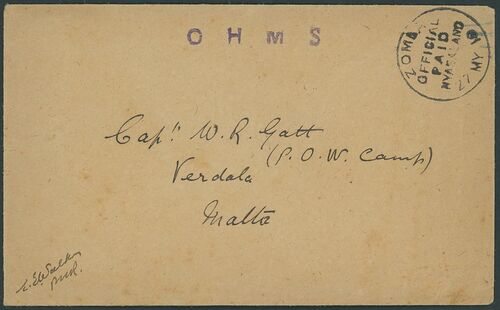 O H M S
ZOMBA
OFFICIAL
PAID
NYASALAND
27 MY
Capt. W. R. Gatt
(P. O. W. Camp)
Verdala
Malta